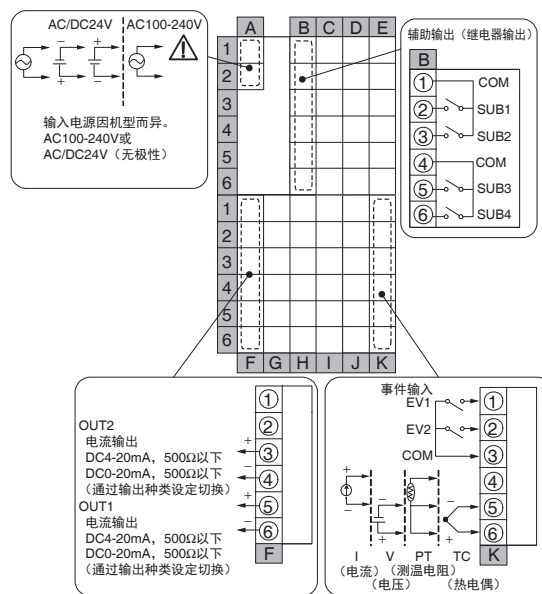 AC/DC24V AC100-240V
− +
+ −
输入电源因机型而异。
AC100-240V或
AC/DC24V（无极性）
A B C D E
1
2
3
4
5
6
1
2
3
4
5
6
F G H I J K
辅助输出（继电器输出）
B
① COM
② SUB1
③ SUB2
④ COM
⑤ SUB3
⑥ SUB4
①
②
③
④
⑤
⑥
F
OUT2
电流输出
DC4-20mA，500Ω以下
DC0-20mA，500Ω以下
（通过输出种类设定切换）
OUT1
电流输出
DC4-20mA，500Ω以下
DC0-20mA，500Ω以下
（通过输出种类设定切换）
+
−
+
−
事件输入
EV1 ①
EV2 ②
COM ③
④
⑤
⑥
K
+ − − 
− + +
I V PT TC
（电流）（测温电阻）
（电压） （热电偶）